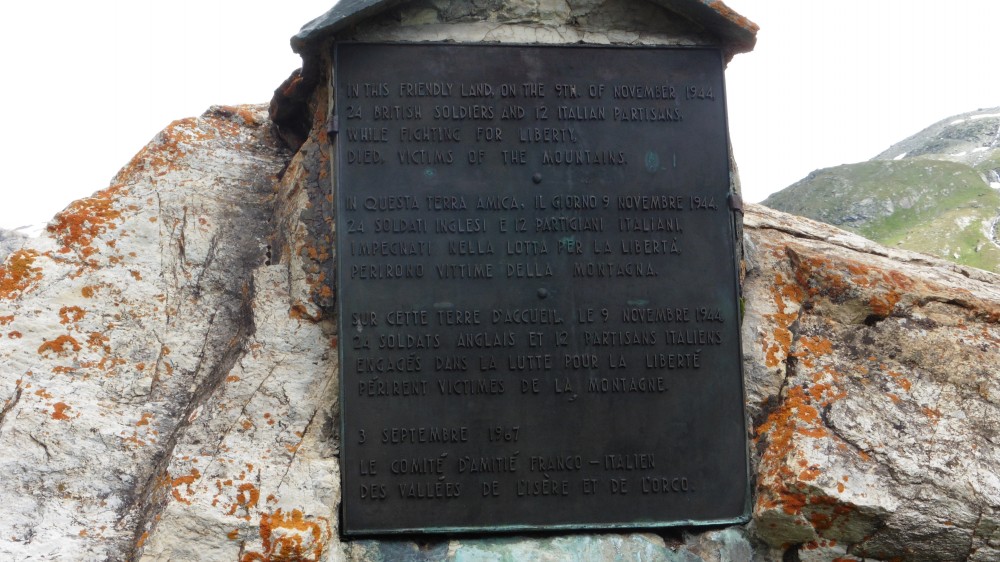 IN THIS FRIENDLY LAND, ON THE 9TH. OF NOVEMBER 1944,
24 BRITISH SOLDIERS AND 12 ITALIAN PARTISANS,
WHILE FIGHTING FOR LIBERTY,
DIED, VICTIMS OF THE MOUNTAINS.
IN QUESTA TERRA AMICA, IL GIORNO 9 NOVEMBRE 1944,
24 SOLDATI INGLESI E 12 PARTIGIANI ITALIANI,
IMPEGNATI NELLA LOTTA PER LA LIBERTÀ,
PERIRONO VITTIME DELLA MONTAGNA.
SUR CETTE TERRE D'ACCUEIL, LE 9 NOVEMBRE 1944,
24 SOLDATS ANGLAIS ET 12 PARTISANS ITALIENS
ENGAGÉS DANS LA LUTTE POUR LA LIBERTÉ
PÉRIRENT VICTIMES DE LA MONTAGNE.
3 SEPTEMBRE 1967
LE COMITÉ D'AMITIÉ FRANCO - ITALIEN
DES VALLÉES DE L'ISÈRE ET DE L'ORCO.